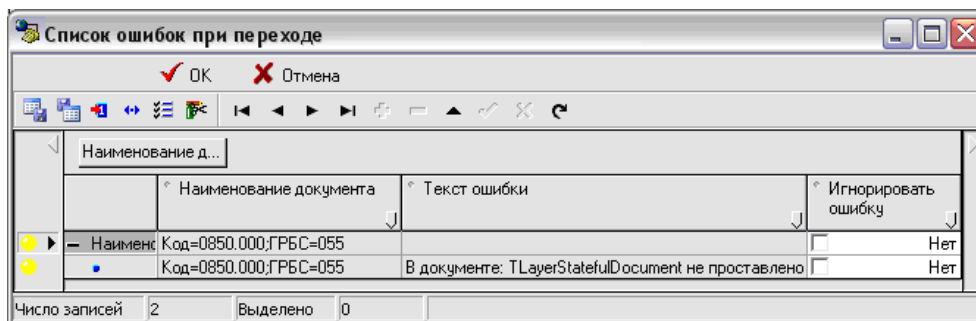 Список ошибок при переходе
OK Отмена
Наименование д...
Наименование документа Текст ошибки Игнорировать ошибку
Наименс Код=0850.000;ГРБС=055 Нет
Код=0850.000;ГРБС=055 В документе: TLayerStatefulDocument не проставлено Нет
Число записей 2 Выделено 0